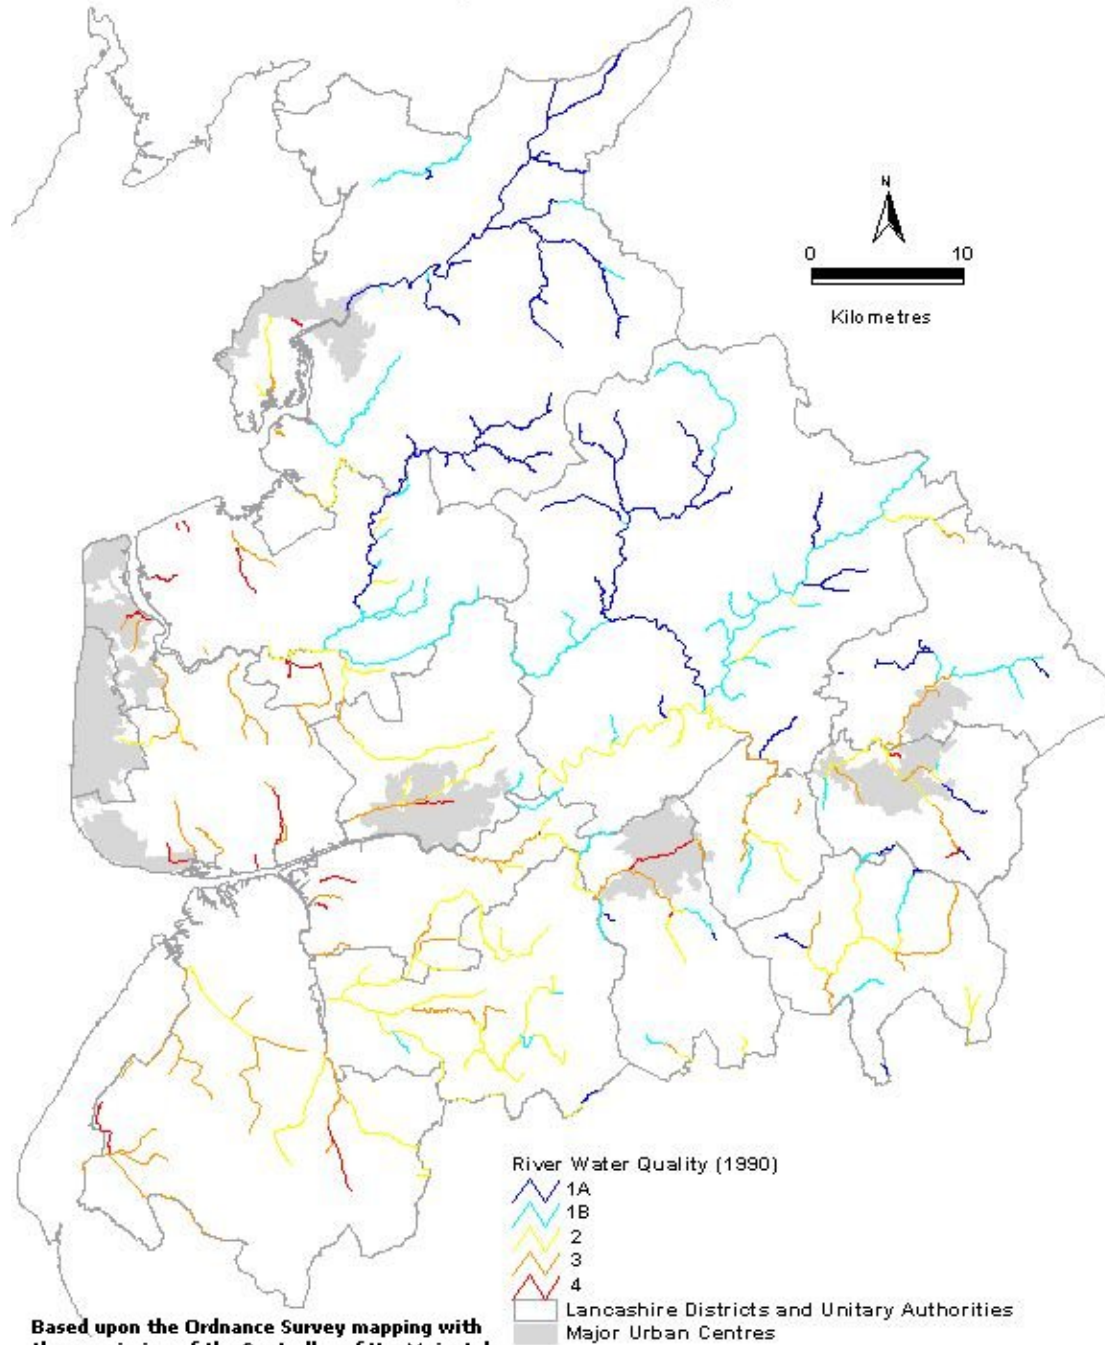 N
0 10
Kilometres
River Water Quality (1990)
1A
1B
2
3
4
Lancashire Districts and Unitary Authorities
Major Urban Centres
Based upon the Ordnance Survey mapping with